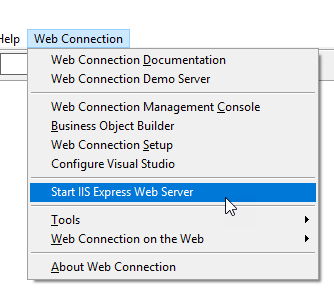 Help Web Connection
Web Connection Documentation
Web Connection Demo Server
Web Connection Management Console
Business Object Builder
Web Connection Setup
Configure Visual Studio
Start IIS Express Web Server
Tools
Web Connection on the Web
About Web Connection